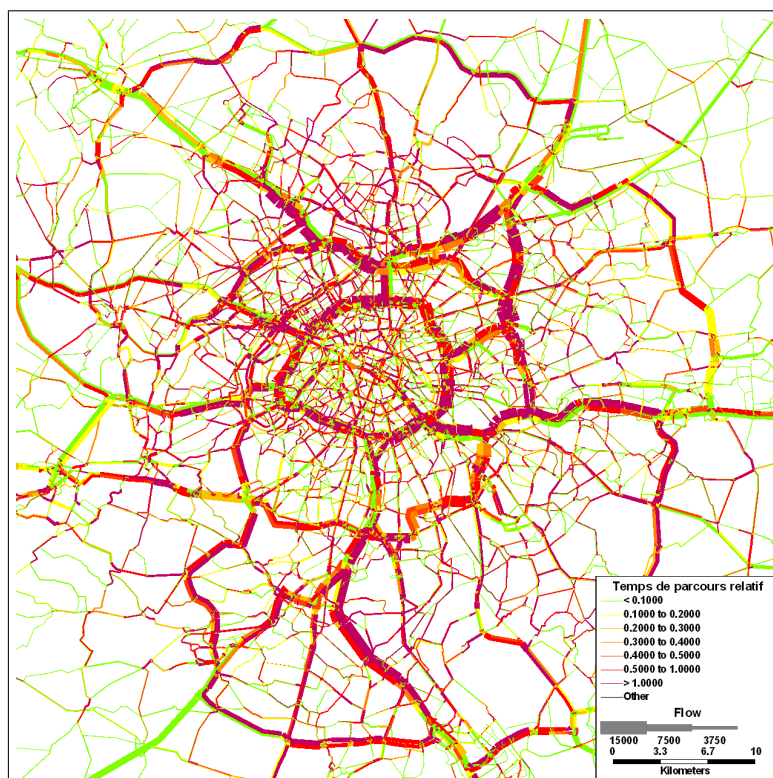 Temps de parcours relatif
< 0.1000
0.1000 to 0.2000
0.2000 to 0.3000
0.3000 to 0.4000
0.4000 to 0.5000
0.5000 to 1.0000
> 1.0000
Other
Flow
15000 7500 3750
0 3.3 6.7 10
Kilometers